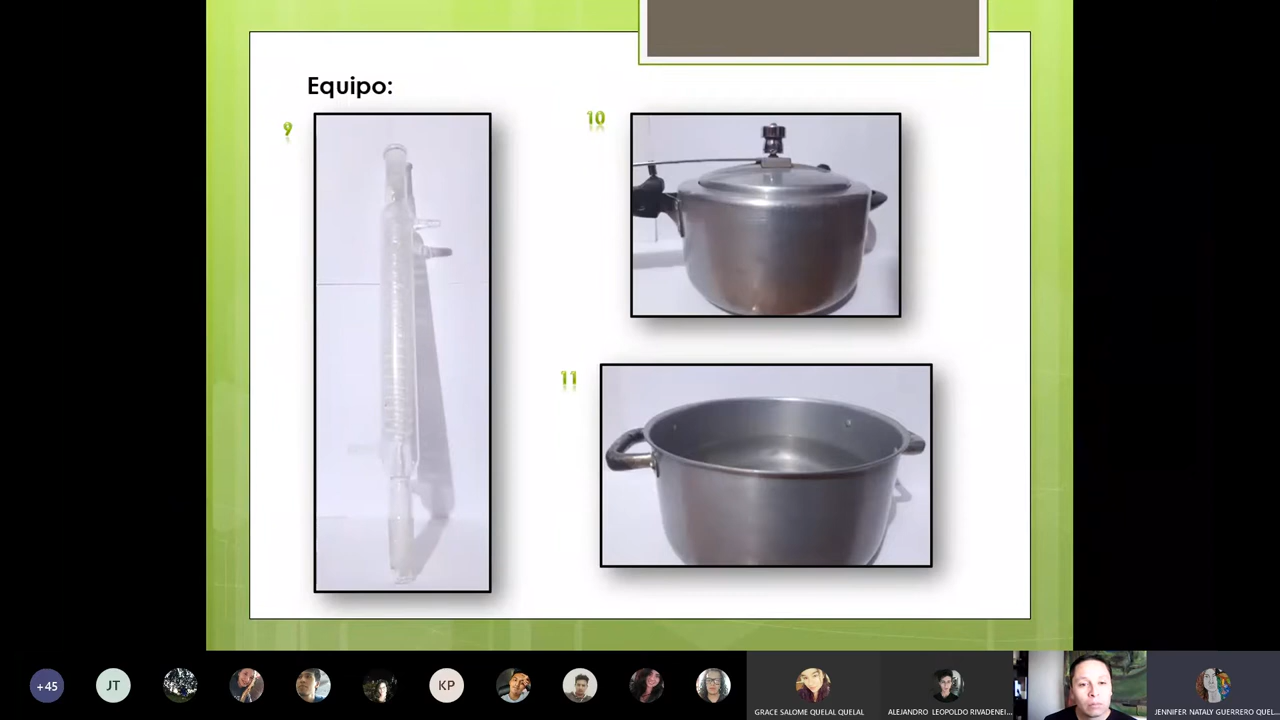 Equipo:
9
10
11
+45
JT
KP
GRACE SALOME QUELAL QUELAL
ALEJANDRO LEOPOLDO RIVADENEI...
JENNIFER NATALY GUERRERO QUEL...